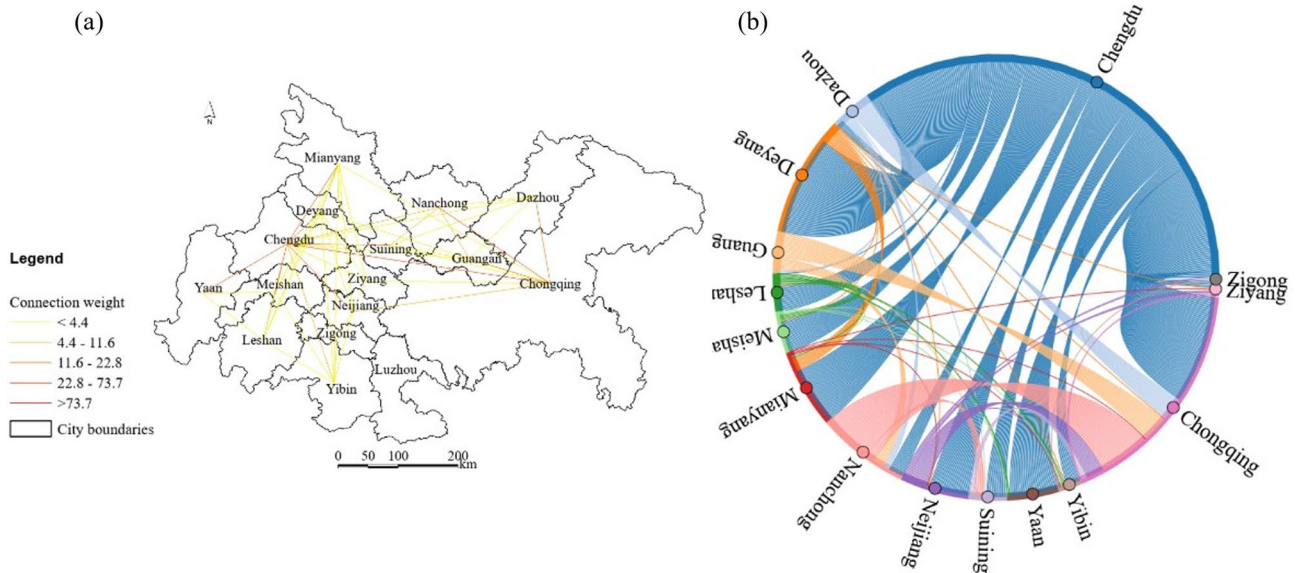 (a)
N
Mianyang
Nanchong
Dazhou
Deyang
Chengdu
Suining
Guangan
Ziyang
Chongqing
Yaan
Meishan
Neijiang
Leshan
Zigong
Luzhou
Yibin
Legend
Connection weight
< 4.4
4.4 - 11.6
11.6 - 22.8
22.8 - 73.7
>73.7
City boundaries
0 50 100 200
km
(b)
Chengdu
Dazhou
Deyang
Guang
Leshar
Meisha
Mianyang
Nanchong
Neijiang
Suining
Yaan
Yibin
Chongqing
Ziyang
Zigong